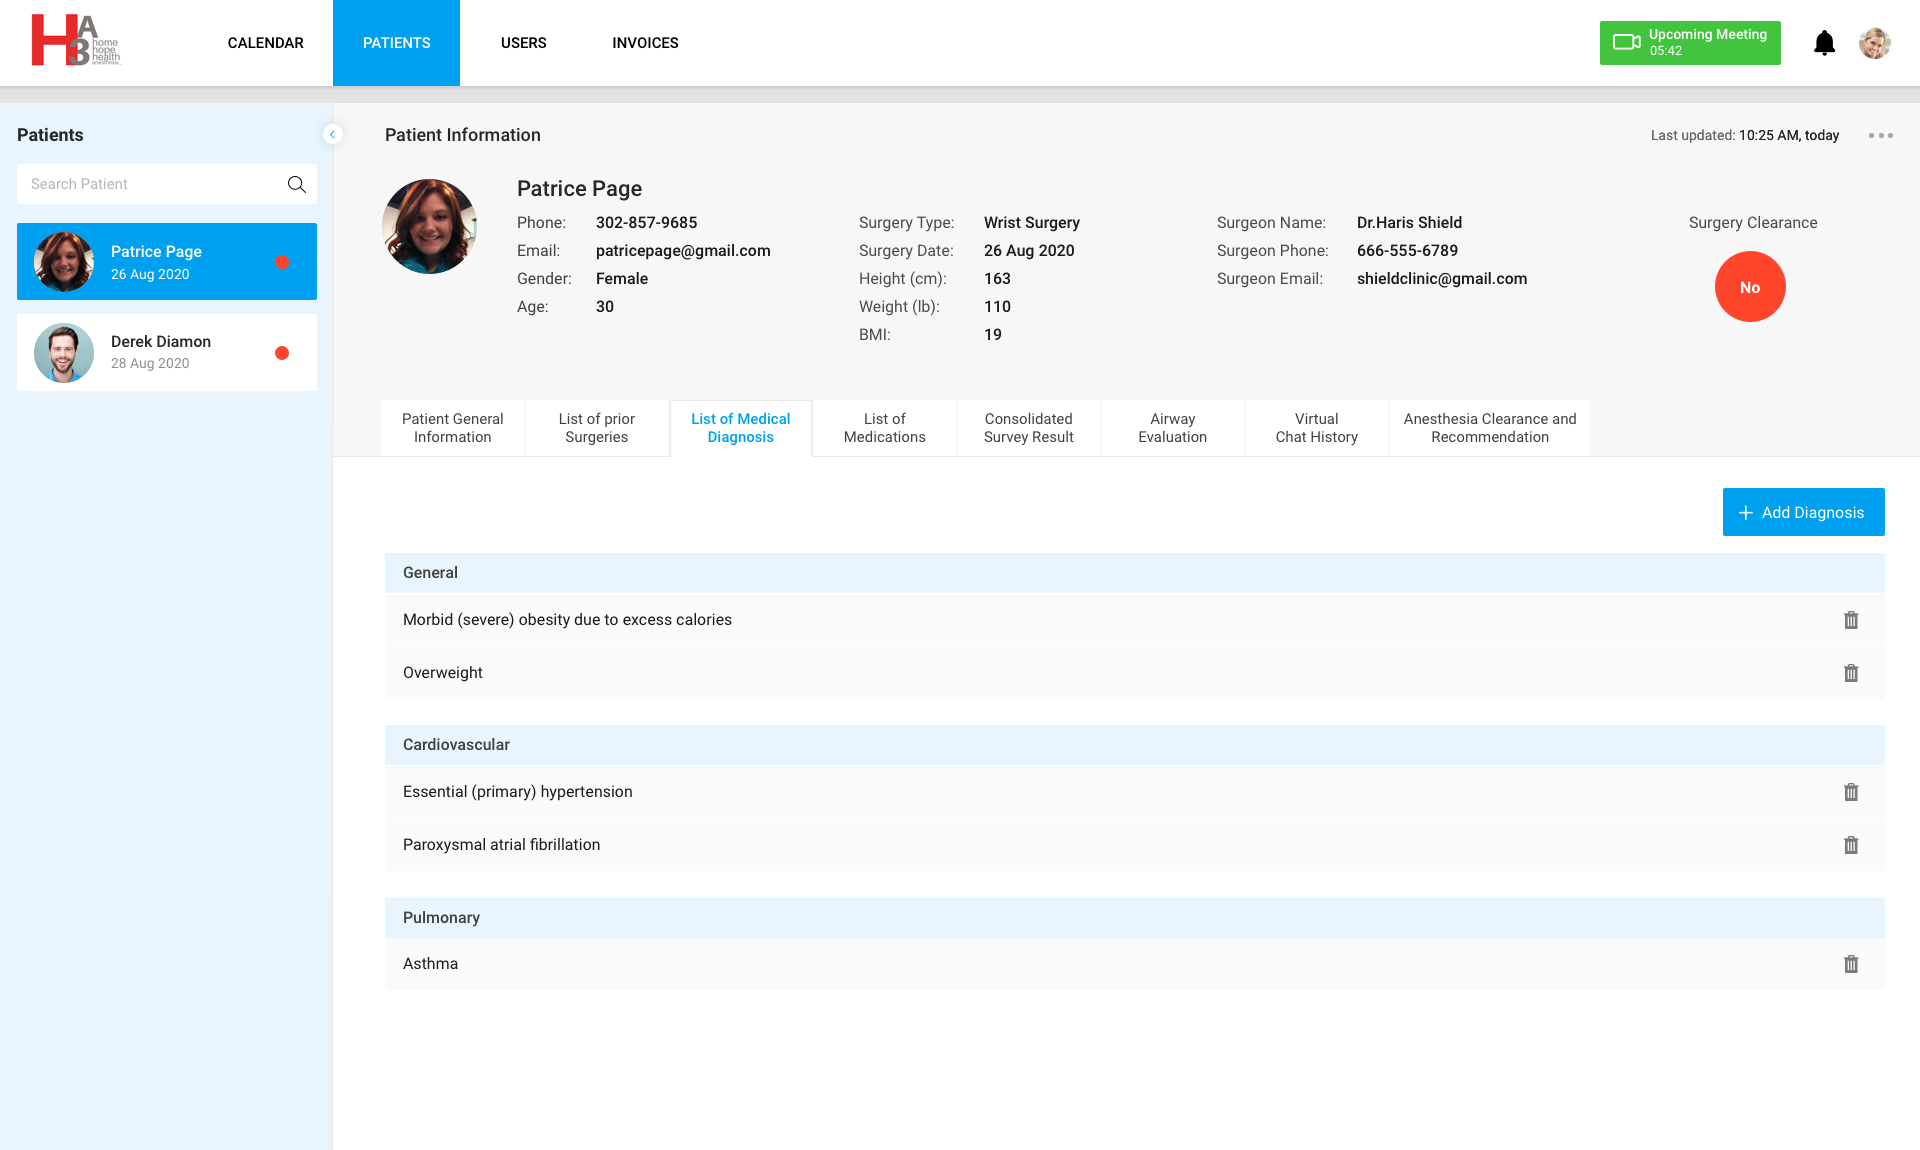 HA3
home
hope
health
anesthesia
CALENDAR
PATIENTS
USERS
INVOICES
Upcoming Meeting
05:42
Patients
Search Patient
Patrice Page
26 Aug 2020
Derek Diamon
28 Aug 2020
Patient Information
Last updated: 10:25 AM, today
Patrice Page
Phone: 302-857-9685
Email: patricepage@gmail.com
Gender: Female
Age: 30
Surgery Type: Wrist Surgery
Surgery Date: 26 Aug 2020
Height (cm): 163
Weight (lb): 110
BMI: 19
Surgeon Name: Dr.Haris Shield
Surgeon Phone: 666-555-6789
Surgeon Email: shieldclinic@gmail.com
Surgery Clearance
No
Patient General
Information
List of prior
Surgeries
List of Medical
Diagnosis
List of
Medications
Consolidated
Survey Result
Airway
Evaluation
Virtual
Chat History
Anesthesia Clearance and
Recommendation
Add Diagnosis
General
Morbid (severe) obesity due to excess calories
Overweight
Cardiovascular
Essential (primary) hypertension
Paroxysmal atrial fibrillation
Pulmonary
Asthma